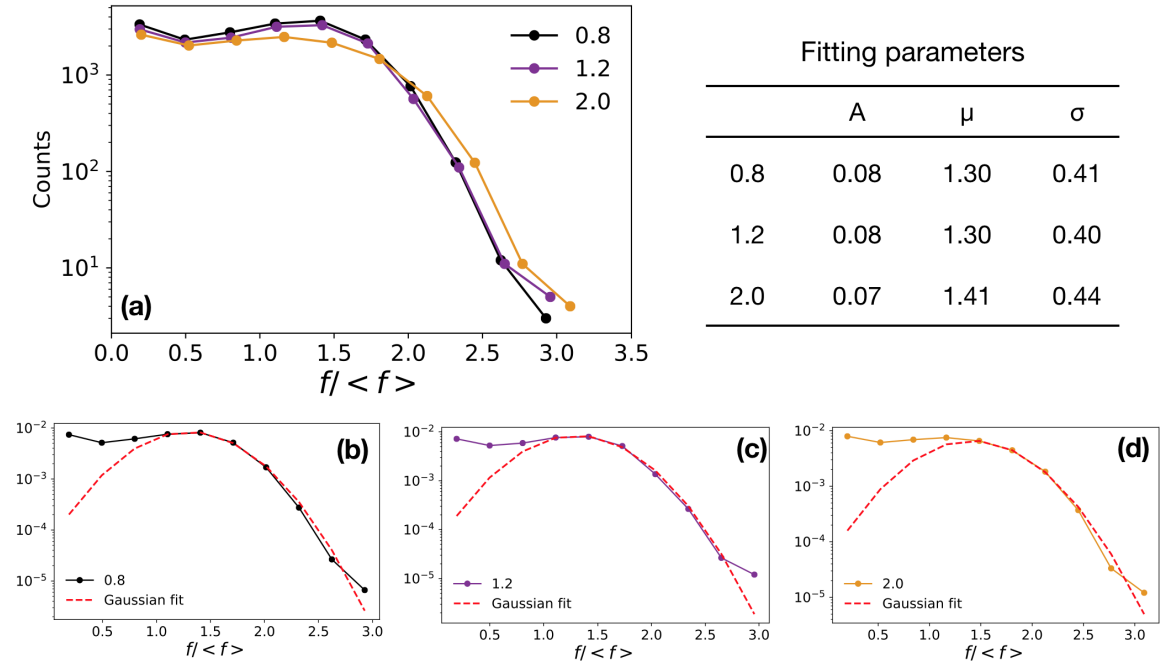 Counts
10³
10²
10¹
(a)
0.8
1.2
2.0
0.0 0.5 1.0 1.5 2.0 2.5 3.0 3.5
f/ < f >
Fitting parameters
A μ σ
0.8 0.08 1.30 0.41
1.2 0.08 1.30 0.40
2.0 0.07 1.41 0.44
10⁻²
10⁻³
10⁻⁴
10⁻⁵
(b)
0.8
Gaussian fit
0.5 1.0 1.5 2.0 2.5 3.0
f/ < f >
10⁻²
10⁻³
10⁻⁴
10⁻⁵
(c)
1.2
Gaussian fit
0.5 1.0 1.5 2.0 2.5 3.0
f/ < f >
10⁻²
10⁻³
10⁻⁴
10⁻⁵
(d)
2.0
Gaussian fit
0.5 1.0 1.5 2.0 2.5 3.0
f/ < f >